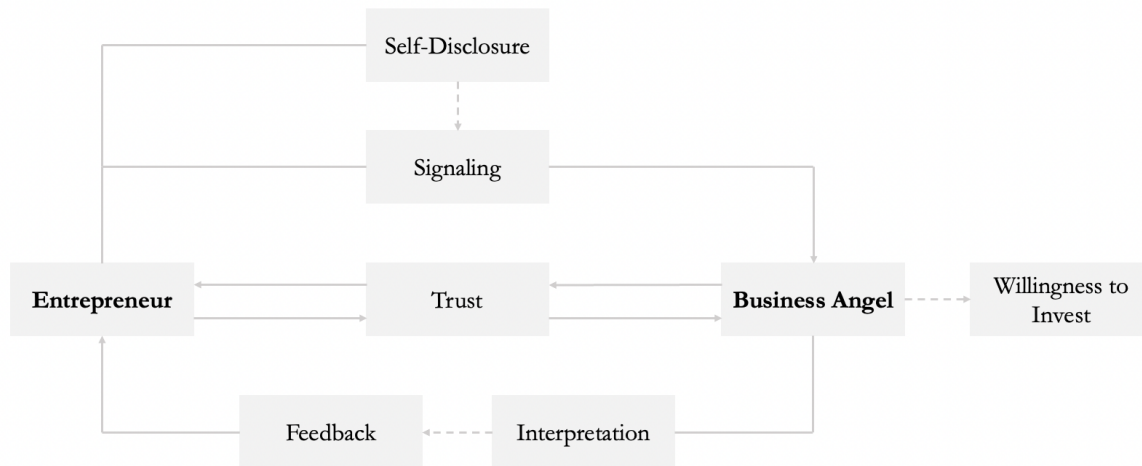 Self-Disclosure
Signaling
Entrepreneur
Trust
Business Angel
Willingness to
Invest
Feedback
Interpretation